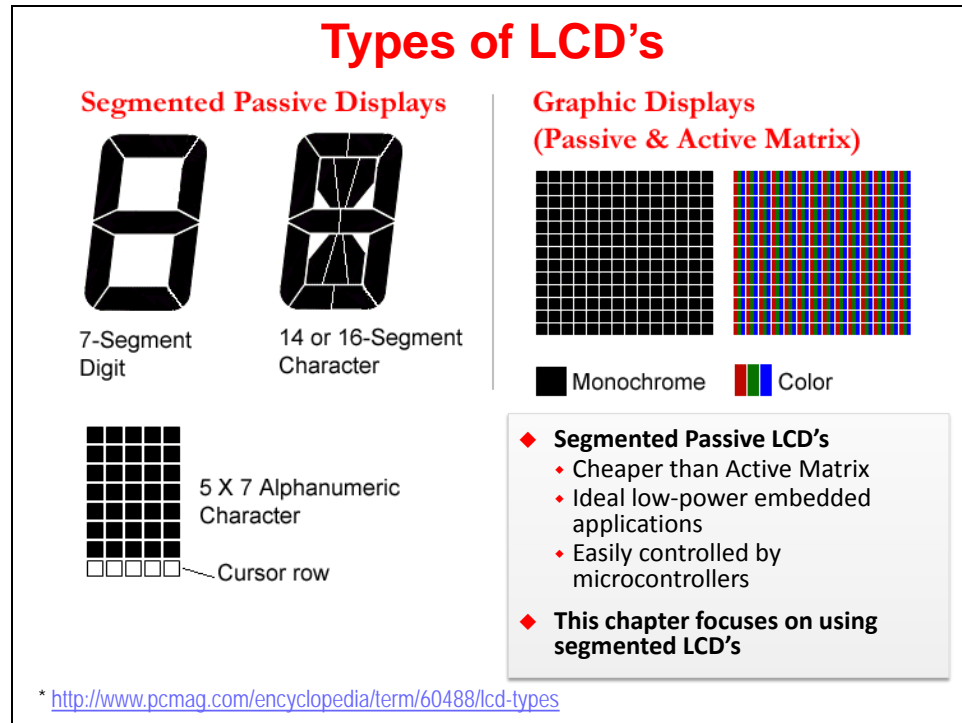 Types of LCD's
Segmented Passive Displays
7-Segment
Digit
14 or 16-Segment
Character
5 X 7 Alphanumeric
Character
Cursor row
Graphic Displays
(Passive & Active Matrix)
Monochrome
Color
◆ Segmented Passive LCD's
◆ Cheaper than Active Matrix
◆ Ideal low-power embedded
applications
◆ Easily controlled by
microcontrollers
◆ This chapter focuses on using
segmented LCD's
* http://www.pcmag.com/encyclopedia/term/60488/lcd-types